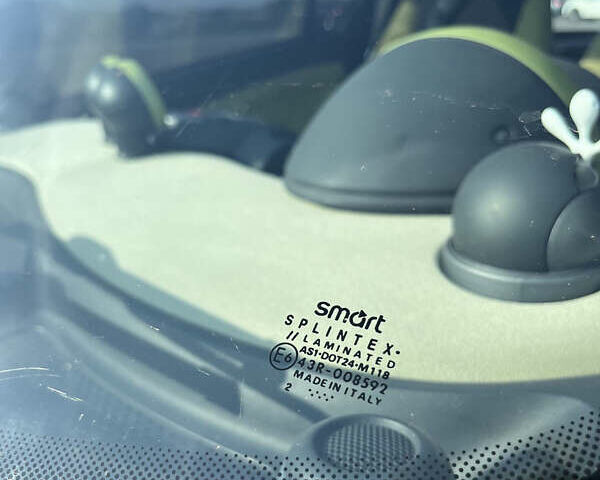 smart
SPLINTEX
// LAMINATED
AS1-DOT24-M118
E6 43R-008592
MADE IN ITALY
2 .....